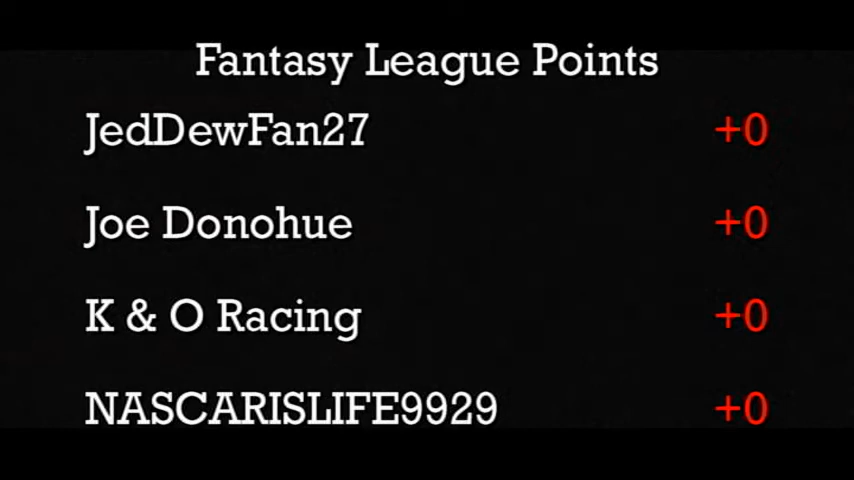 Fantasy League Points
JedDewFan27 +0
Joe Donohue +0
K & O Racing +0
NASCARISLIFE9929 +0